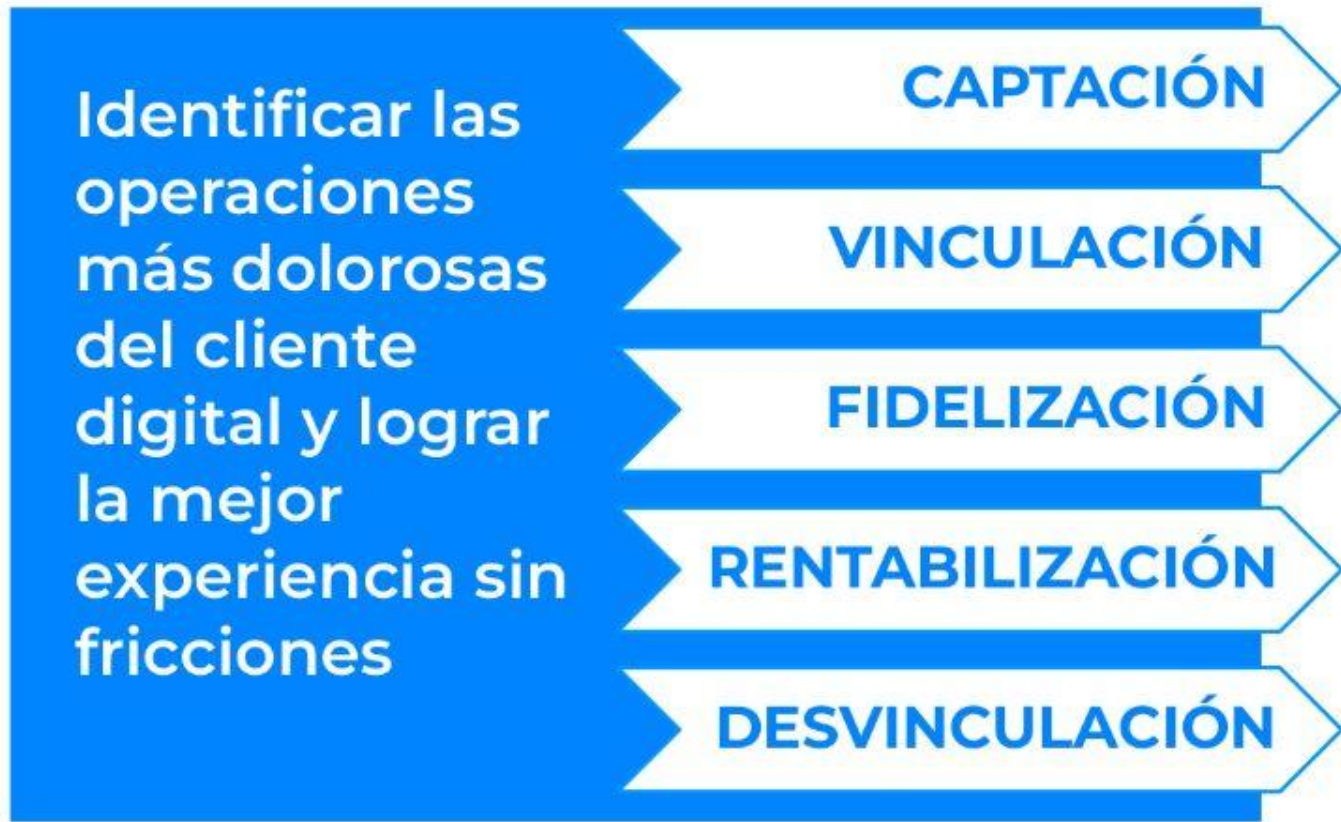 Identificar las
operaciones
más dolorosas
del cliente
digital y lograr
la mejor
experiencia sin
fricciones
CAPTACIÓN
VINCULACIÓN
FIDELIZACIÓN
RENTABILIZACIÓN
DESVINCULACIÓN